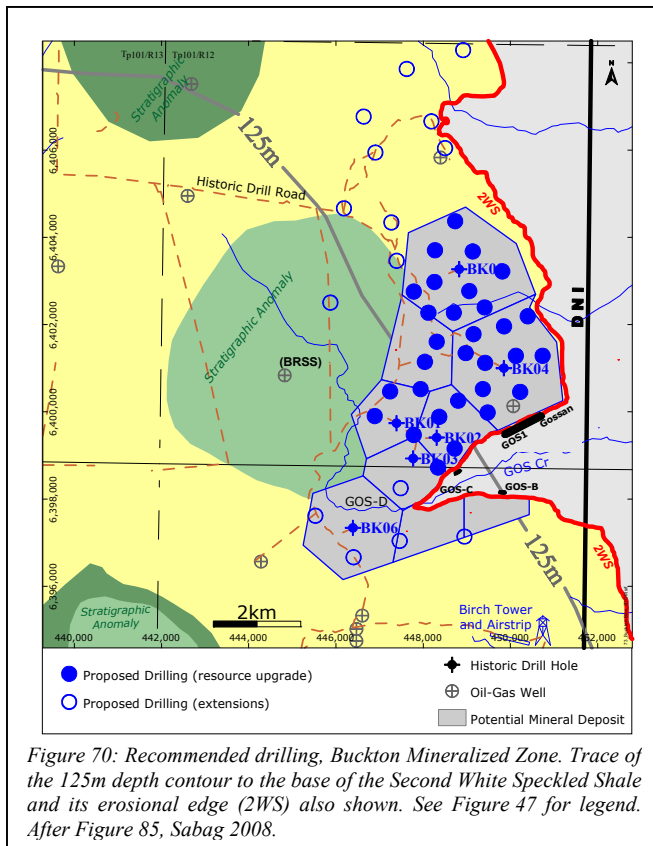 Tp101/R13 Tp101/R12
N
Stratigraphic
Anomaly
125m
6,406,000
Historic Drill Road
2WS
6,404,000
BK0
DNI
6,402,000
Stratigraphic Anomaly
(BRSS)
BK04
6,400,000
BK01
Gossan
GOS1
BK02
BK03
GOS Cr
GOS-C
GOS-B
6,398,000
GOS-D
BK06
125m
2WS
6,396,000
Stratigraphic
Anomaly
2km
Birch Tower
and Airstrip
440,000 442,000 444,000 446,000 448,000 450,000 462,000
Proposed Drilling (resource upgrade)
Proposed Drilling (extensions)
Historic Drill Hole
Oil-Gas Well
Potential Mineral Deposit
Figure 70: Recommended drilling, Buckton Mineralized Zone. Trace of
the 125m depth contour to the base of the Second White Speckled Shale
and its erosional edge (2WS) also shown. See Figure 47 for legend.
After Figure 85, Sabag 2008.